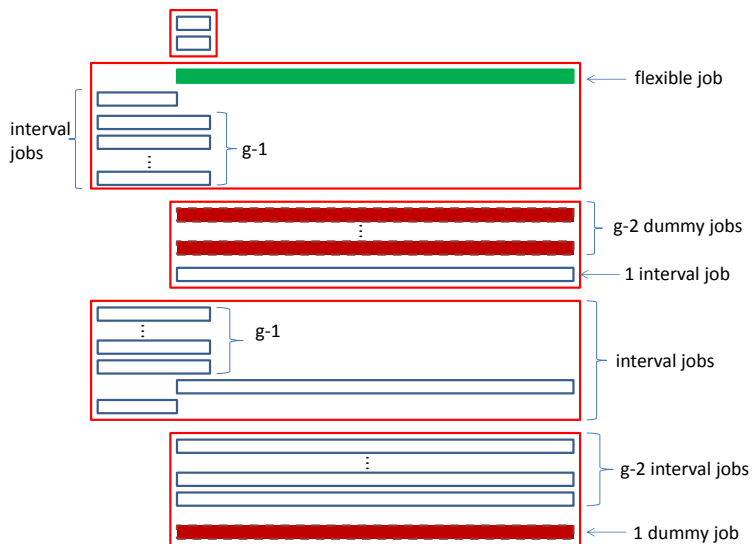 flexible job
interval
jobs
...
g-1
g-2 dummy jobs
...
1 interval job
...
g-1
interval jobs
...
g-2 interval jobs
1 dummy job